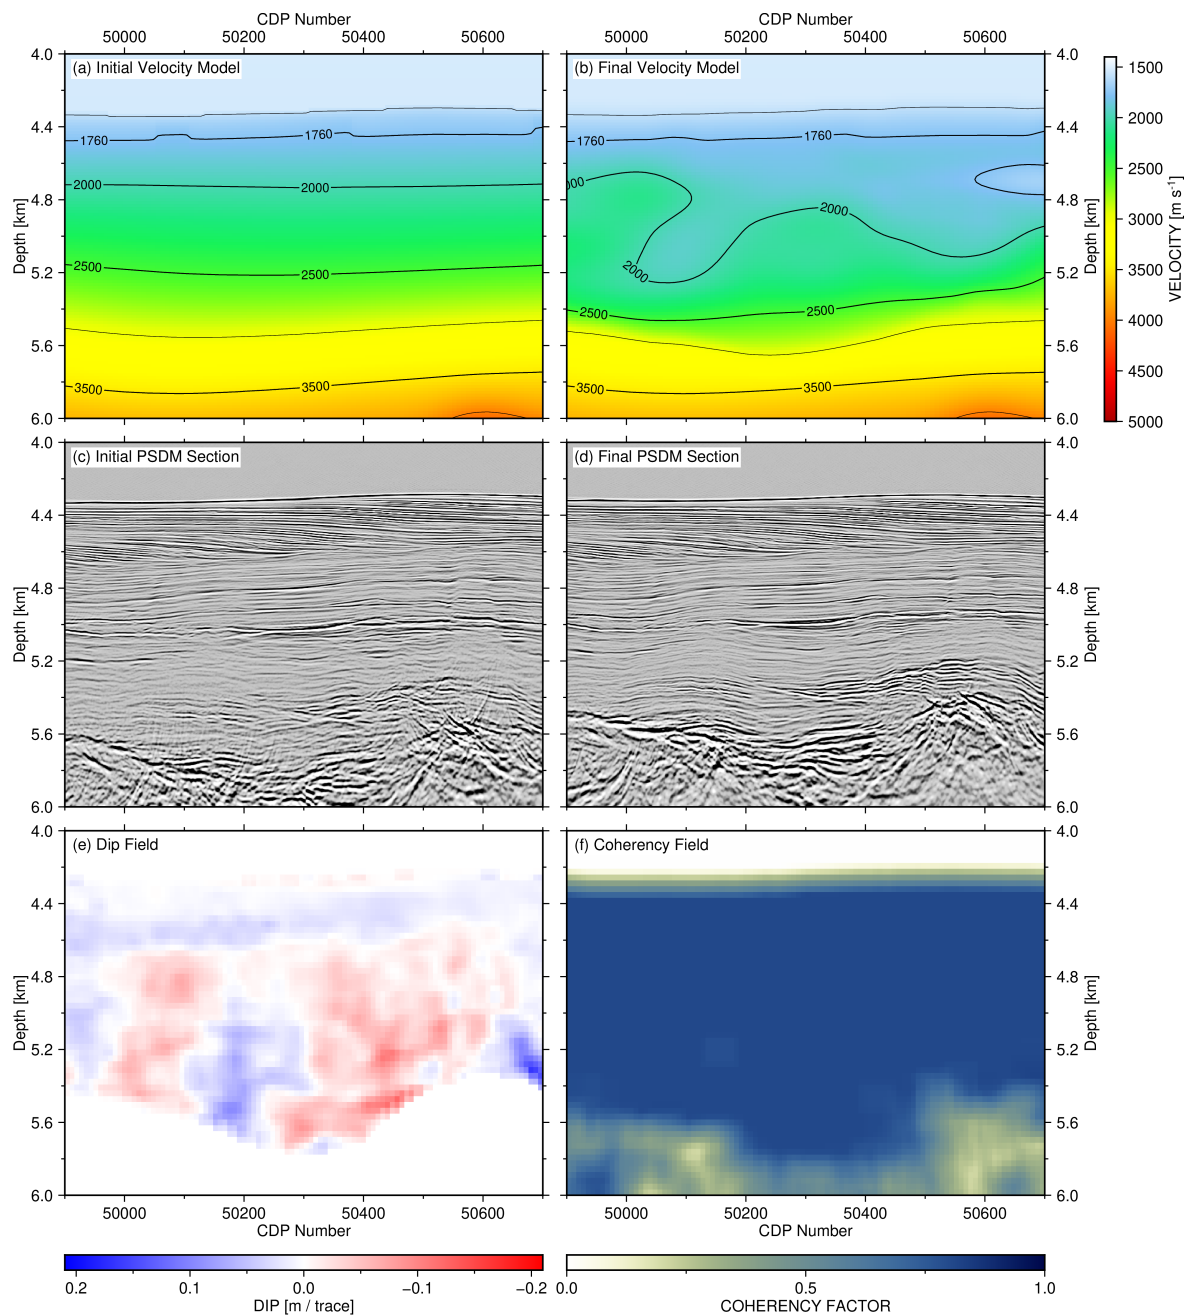 CDP Number CDP Number
50000 50200 50400 50600 50000 50200 50400 50600
(a) Initial Velocity Model
(b) Final Velocity Model
4.0
4.4
4.8
5.2
5.6
6.0
Depth [km]
1760 1760
2000 2000
2500 2500
3500 3500
1760 1760
000 2000
2000
2500 2500
3500 3500
4.0
4.4
4.8
5.2
5.6
6.0
Depth [km]
1500
2000
2500
3000
3500
4000
4500
5000
VELOCITY [m s-1]
(c) Initial PSDM Section
(d) Final PSDM Section
4.0
4.4
4.8
5.2
5.6
6.0
Depth [km]
4.0
4.4
4.8
5.2
5.6
6.0
Depth [km]
(e) Dip Field
(f) Coherency Field
4.0
4.4
4.8
5.2
5.6
6.0
Depth [km]
4.0
4.4
4.8
5.2
5.6
6.0
Depth [km]
50000 50200 50400 50600 50000 50200 50400 50600
CDP Number CDP Number
0.2 0.1 0.0 −0.1 −0.2
DIP [m / trace]
0.0 0.5 1.0
COHERENCY FACTOR